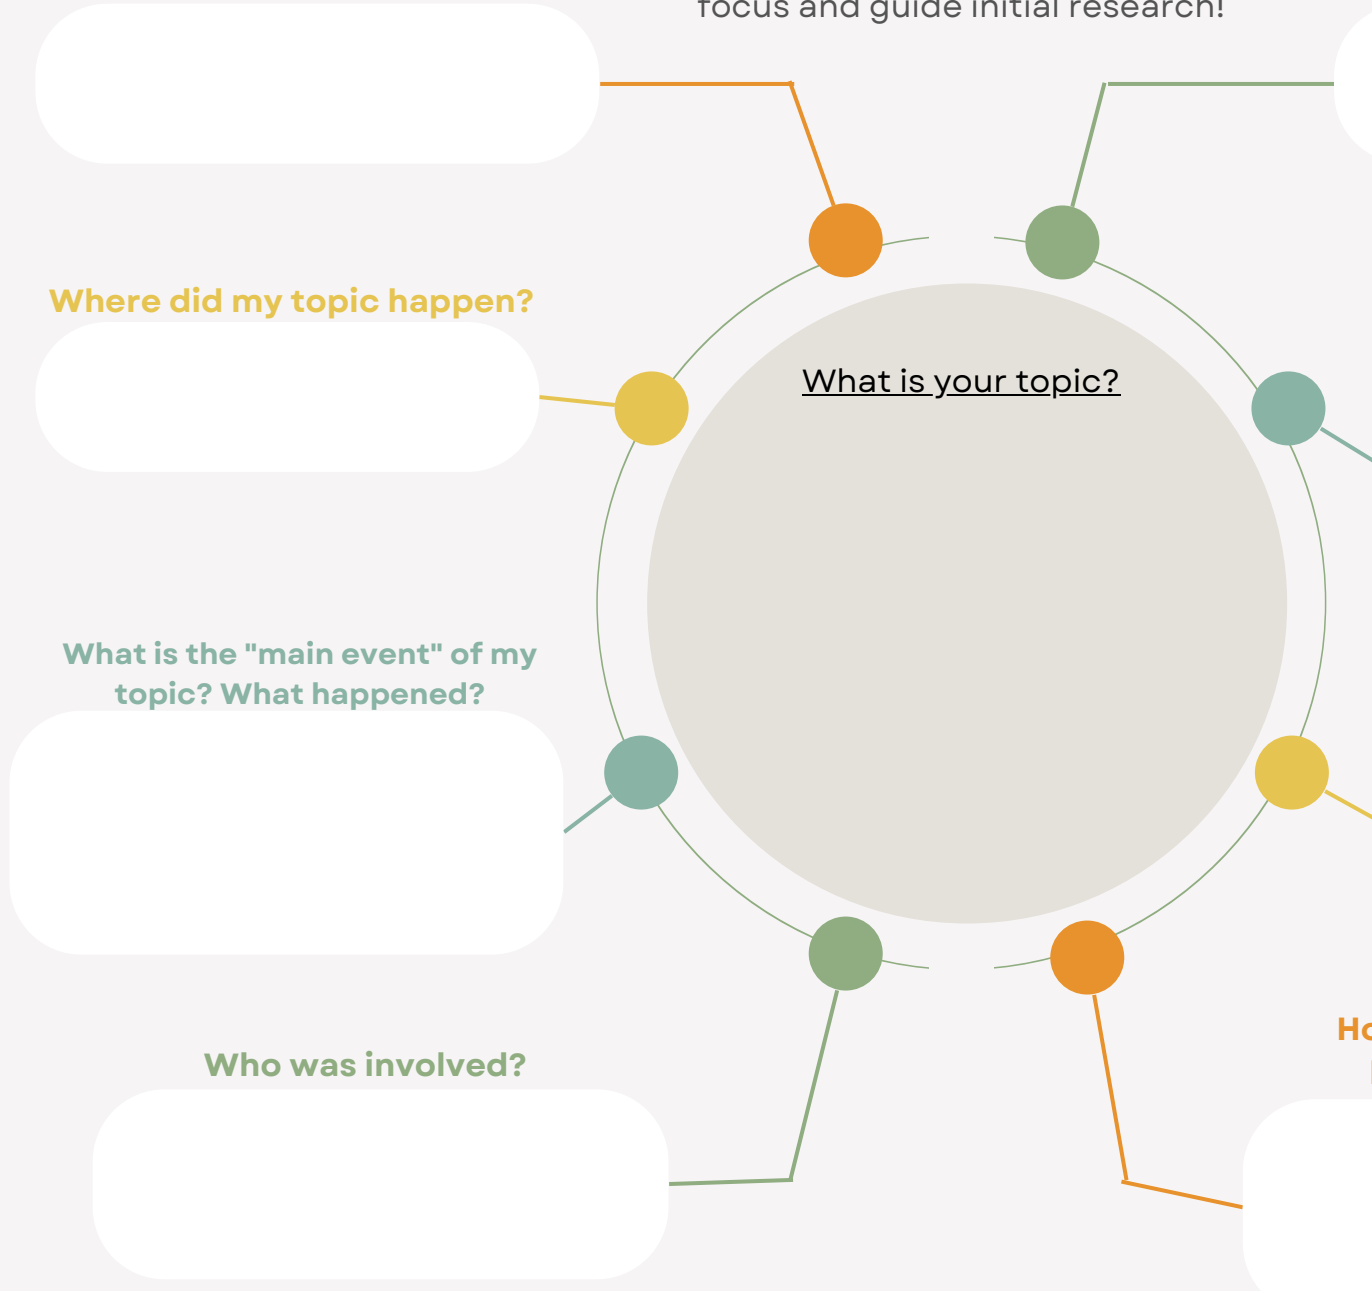 focus and guide initial research!
Where did my topic happen?
What is your topic?
What is the "main event" of my
topic? What happened?
Who was involved?